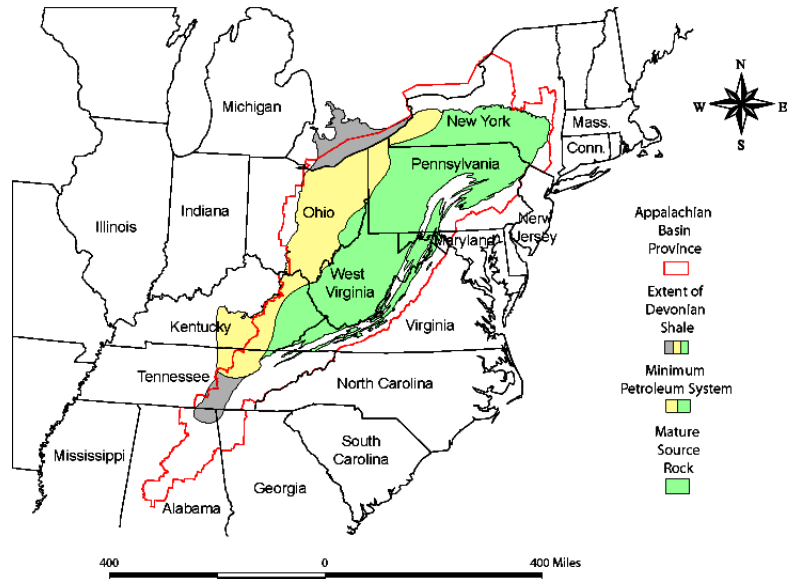 Michigan
New York
Mass.
Conn.
Pennsylvania
Ohio
Indiana
Illinois
New
Jersey
Maryland
West
Virginia
Virginia
Kentucky
Tennessee
North Carolina
South
Carolina
Mississippi
Alabama
Georgia
N
W E
S
Appalachian
Basin
Province
Extent of
Devonian
Shale
Minimum
Petroleum System
Mature
Source
Rock
400 0 400 Miles